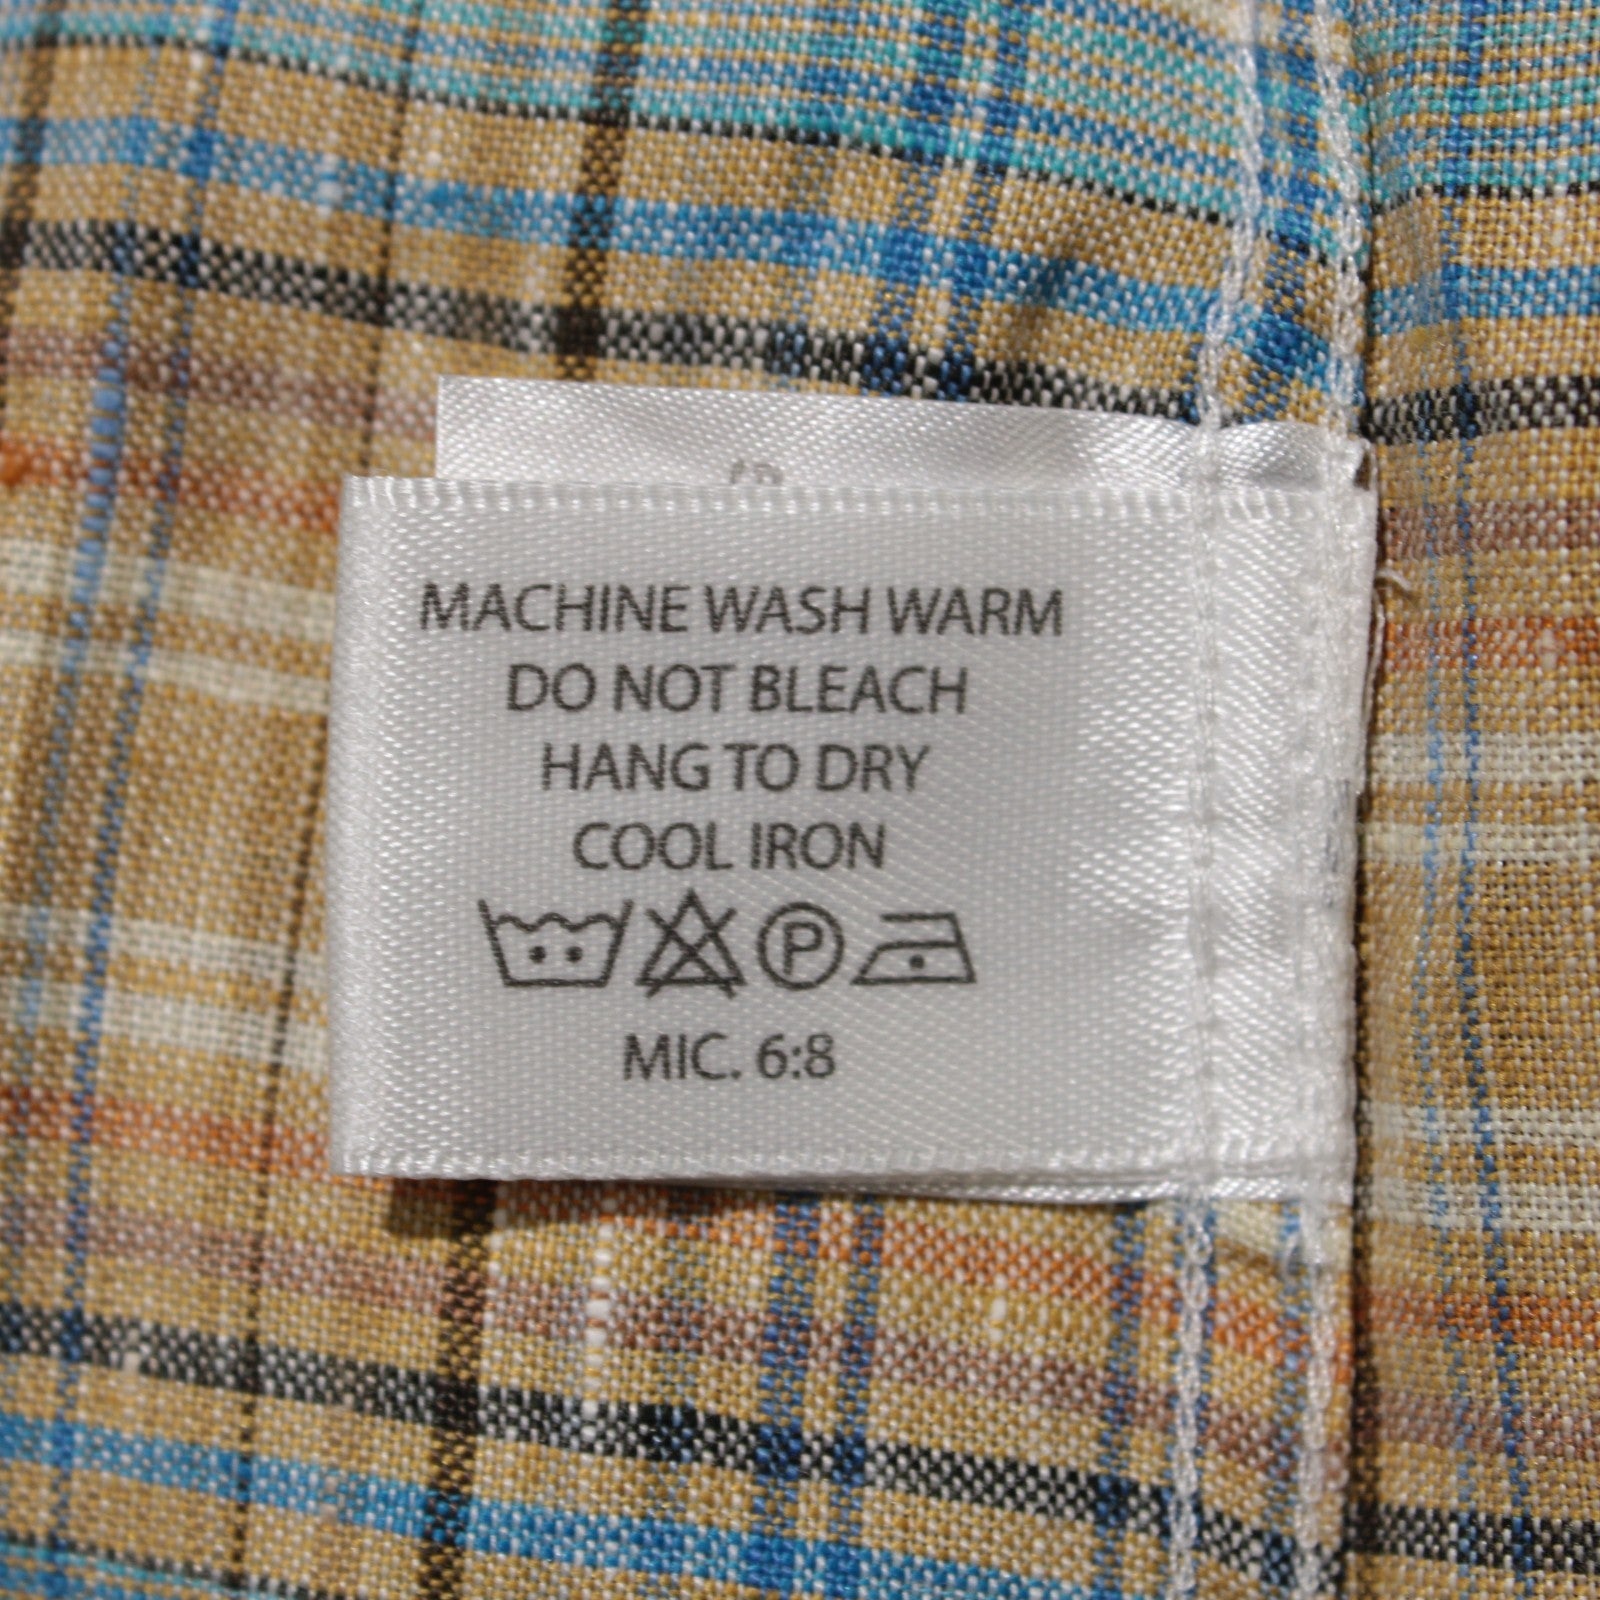 MACHINE WASH WARM
DO NOT BLEACH
HANG TO DRY
COOL IRON
P
MIC. 6:8